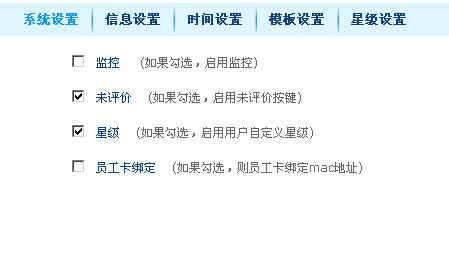 系统设置 信息设置 时间设置 模板设置 星级设置
监控 (如果勾选，启用监控)
未评价 (如果勾选，启用未评价按键)
星级 (如果勾选，启用用户自定义星级)
员工卡绑定 (如果勾选，则员工卡绑定mac地址)